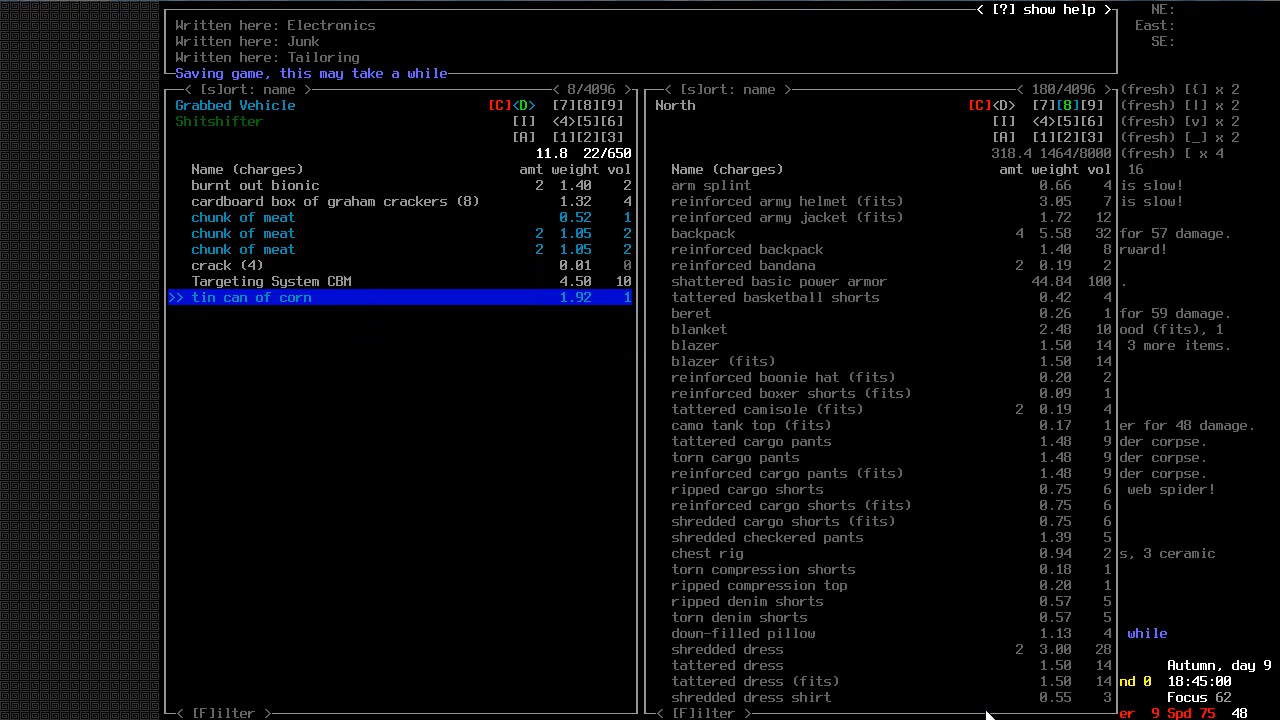 < [?] show help > NE:
Written here: Electronics East:
Written here: Junk SE:
Written here: Tailoring
Saving game, this may take a while
< [s]ort: name > < 8/4096 > < [s]ort: name > < 180/4096 > (fresh) [{] x 2
Grabbed Vehicle [C]<D> [7][8][9] North [C]<D> [7][8][9] (fresh) [[] x 2
Shitshifter [I] <4>[5][6] [I] <4>[5][6] (fresh) [v] x 2
[A] [1][2][3] [A] [1][2][3] (fresh) [_] x 2
11.8 22/650 318.4 1464/8000 (fresh) [ x 4
Name (charges) amt weight vol Name (charges) amt weight vol 16
burnt out bionic 2 1.40 2 arm splint 0.66 4 is slow!
cardboard box of graham crackers (8) 1.32 4 reinforced army helmet (fits) 3.05 7 is slow!
chunk of meat 0.52 1 reinforced army jacket (fits) 1.72 12
chunk of meat 2 1.05 2 backpack 4 5.58 32 for 57 damage.
chunk of meat 2 1.05 2 reinforced backpack 1.40 8 rward!
crack (4) 0.01 0 reinforced bandana 2 0.19 2
Targeting System CBM 4.50 10 shattered basic power armor 44.84 100 .
>> tin can of corn 1.92 1 tattered basketball shorts 0.42 4
beret 0.26 1 for 59 damage.
blanket 2.48 10 ood (fits), 1
blazer 1.50 14 3 more items.
blazer (fits) 1.50 14
reinforced boonie hat (fits) 0.20 2
reinforced boxer shorts (fits) 0.09 1
tattered camisole (fits) 2 0.19 4
camo tank top (fits) 0.17 1 er for 48 damage.
tattered cargo pants 1.48 9 der corpse.
torn cargo pants 1.48 9 der corpse.
reinforced cargo pants (fits) 1.48 9 der corpse.
ripped cargo shorts 0.75 6 web spider!
reinforced cargo shorts (fits) 0.75 6
shredded cargo shorts (fits) 0.75 6
shredded checkered pants 1.39 5
chest rig 0.94 2 s, 3 ceramic
torn compression shorts 0.18 1
ripped compression top 0.20 1
ripped denim shorts 0.57 5
torn denim shorts 0.57 5
down-filled pillow 1.13 4 while
shredded dress 2 3.00 28
tattered dress 1.50 14 Autumn, day 9
tattered dress (fits) 1.50 14 nd 0 18:45:00
shredded dress shirt 0.55 3 Focus 62
< [F]ilter > < [F]ilter > er 9 Spd 75 48